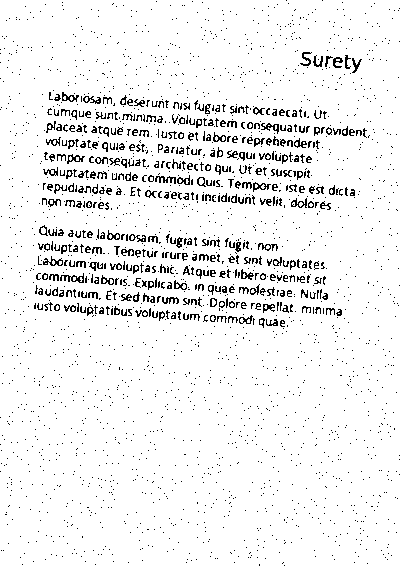 Surety
Laboriosam, deserunt nisi fugiat sint occaecati. Ut
cumque sunt minima. Voluptatem consequatur provident,
placeat atque rem. Iusto et labore reprehenderit
voluptate quia est. Pariatur, ab sequi voluptate
tempor consequat, architecto qui. Ut et suscipit
voluptatem unde commodi Quis. Tempore, iste est dicta
repudiandae a. Et occaecati incididunt velit, dolores
non maiores.
Quia aute laboriosam, fugiat sint fugit, non
voluptatem. Tenetur irure amet, et sint voluptates.
Laborum qui voluptas hic. Atque et libero eveniet sit
commodi laboris. Explicabo, in quae molestiae. Nulla
laudantium. Et sed harum sint. Dolore repellat, minima
iusto voluptatibus voluptatum commodi quae.